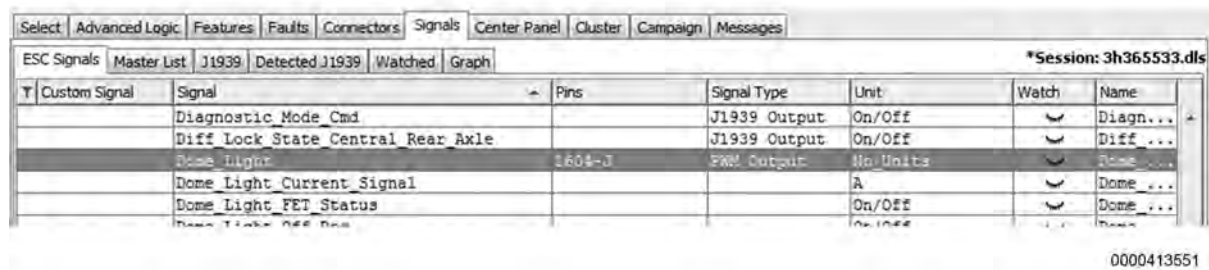 Select Advanced Logic Features Faults Connectors Signals Center Panel Cluster Campaign Messages
ESC Signals Master List J1939 Detected J1939 Watched Graph *Session: 3h365533.dls
Custom Signal Signal Pins Signal Type Unit Watch Name
Diagnostic_Mode_Cmd J1939 Output On/Off Diagn...
Diff_Lock_State_Central_Rear_Axle J1939 Output On/Off Diff_...
Dome_Light 1604-J PWM Output No Units Dome_...
Dome_Light_Current_Signal A Dome_...
Dome_Light_FET_Status On/Off Dome_...
0000413551